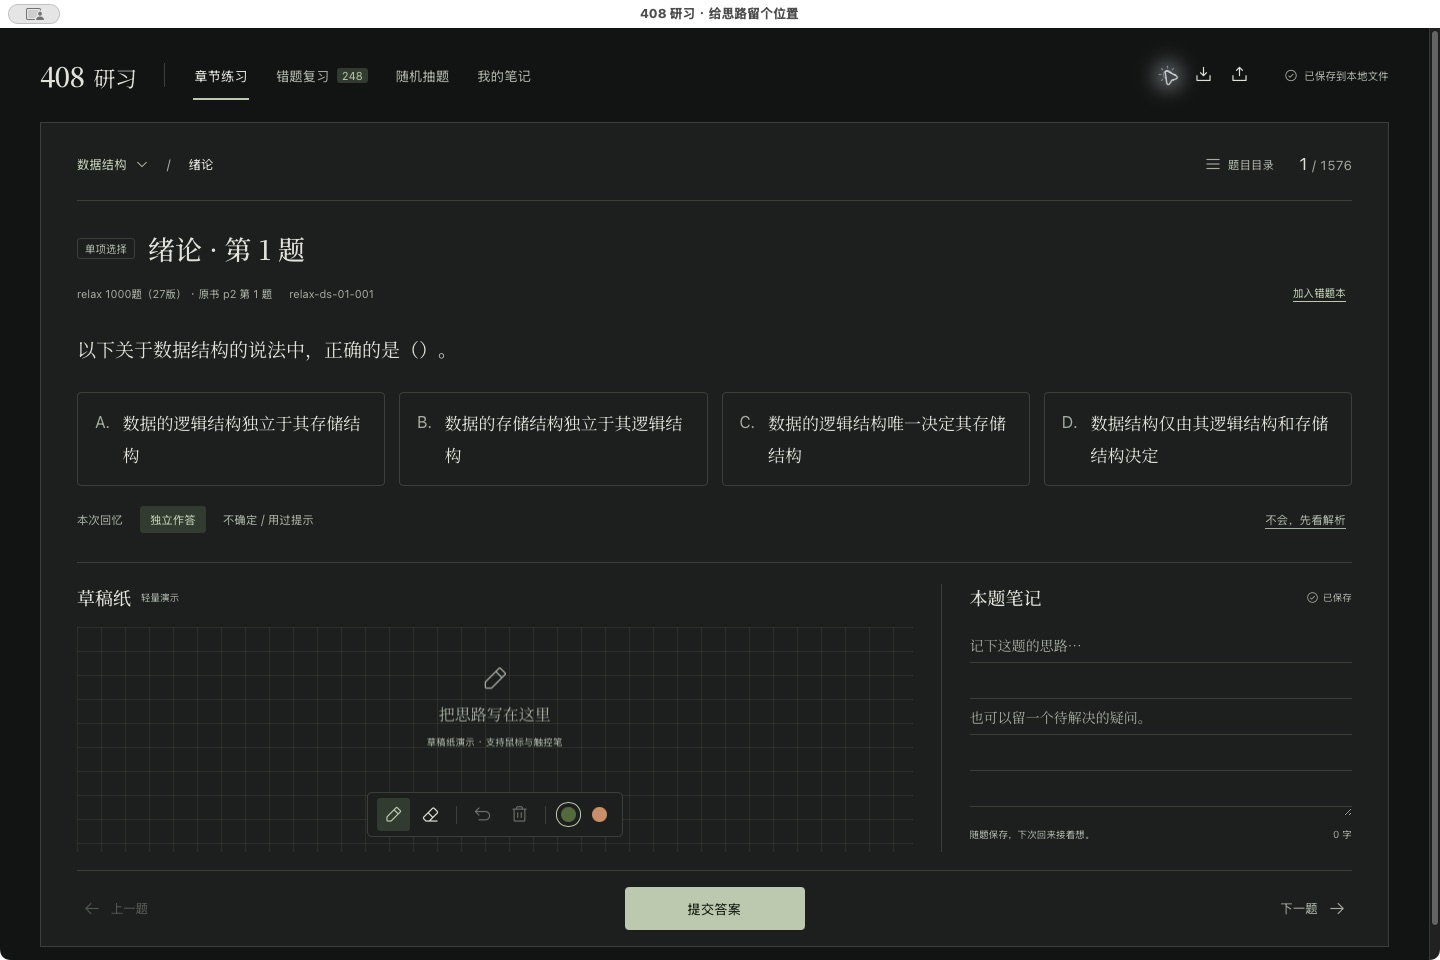 408 研习 · 给思路留个位置
408 研习
章节练习
错题复习 248
随机抽题
我的笔记
已保存到本地文件
数据结构 / 绪论
题目目录
1 / 1576
单项选择 绪论 · 第 1 题
relax 1000题（27版） · 原书 p2 第 1 题 relax-ds-01-001
加入错题本
以下关于数据结构的说法中，正确的是（）。
A. 数据的逻辑结构独立于其存储结
构
B. 数据的存储结构独立于其逻辑结
构
C. 数据的逻辑结构唯一决定其存储
结构
D. 数据结构仅由其逻辑结构和存储
结构决定
本次回忆 独立作答 不确定 / 用过提示
不会，先看解析
草稿纸 轻量演示
把思路写在这里
草稿纸演示 · 支持鼠标与触控笔
本题笔记
已保存
记下这题的思路…
也可以留一个待解决的疑问。
随题保存，下次回来接着想。
0 字
上一题
提交答案
下一题